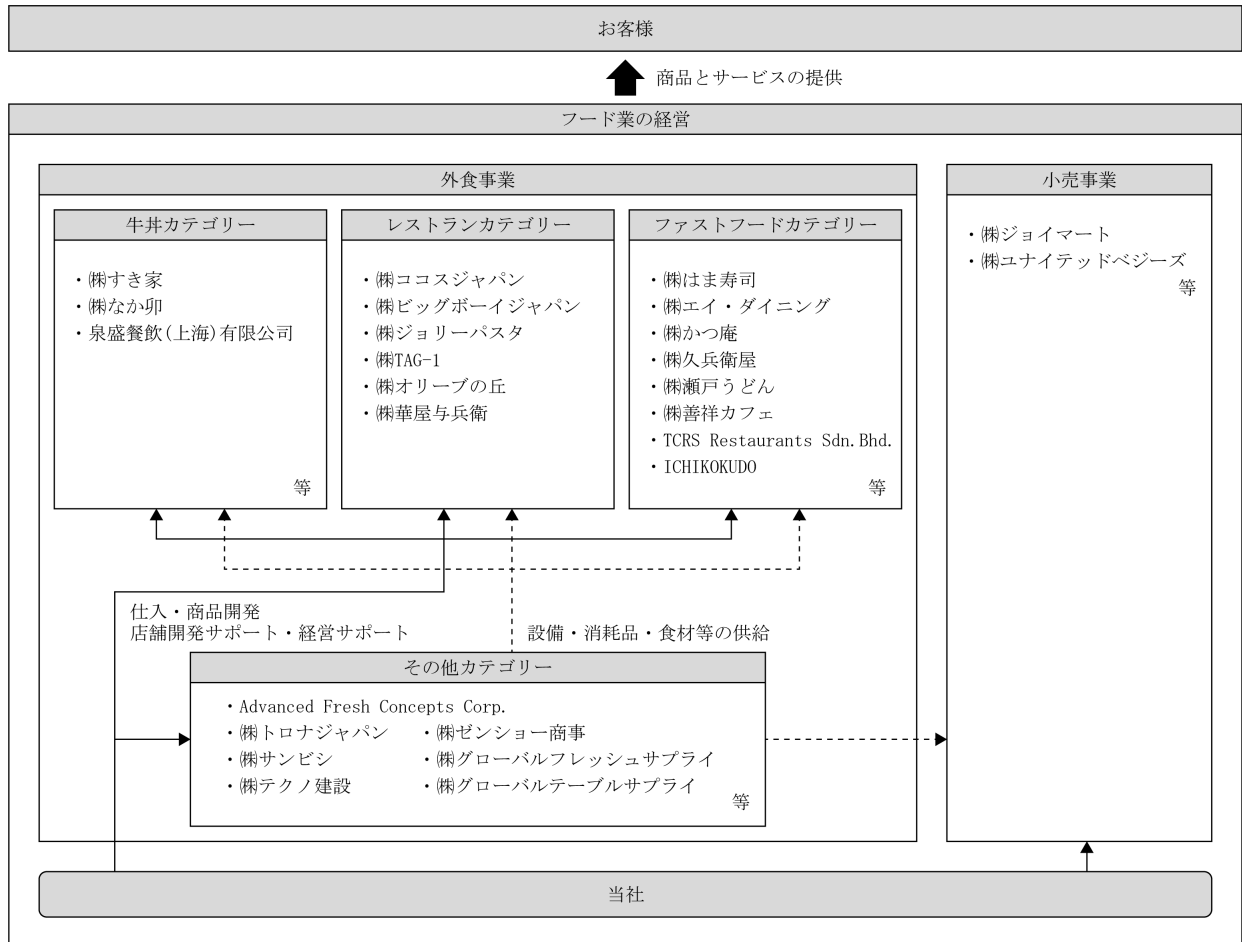 お客様
商品とサービスの提供
フード業の経営
外食事業
牛丼カテゴリー
・㈱すき家
・㈱なか卯
・泉盛餐飲(上海)有限公司
等
レストランカテゴリー
・㈱ココスジャパン
・㈱ビッグボーイジャパン
・㈱ジョリーパスタ
・㈱TAG-1
・㈱オリーブの丘
・㈱華屋与兵衛
ファストフードカテゴリー
・㈱はま寿司
・㈱エイ・ダイニング
・㈱かつ庵
・㈱久兵衛屋
・㈱瀬戸うどん
・㈱善祥カフェ
・TCRS Restaurants Sdn.Bhd.
・ICHIKOKUDO
等
小売事業
・㈱ジョイマート
・㈱ユナイテッドベジーズ
等
仕入・商品開発
店舗開発サポート・経営サポート
設備・消耗品・食材等の供給
その他カテゴリー
・Advanced Fresh Concepts Corp.
・㈱トロナジャパン ・㈱ゼンショー商事
・㈱サンビシ ・㈱グローバルフレッシュサプライ
・㈱テクノ建設 ・㈱グローバルテーブルサプライ
等
当社